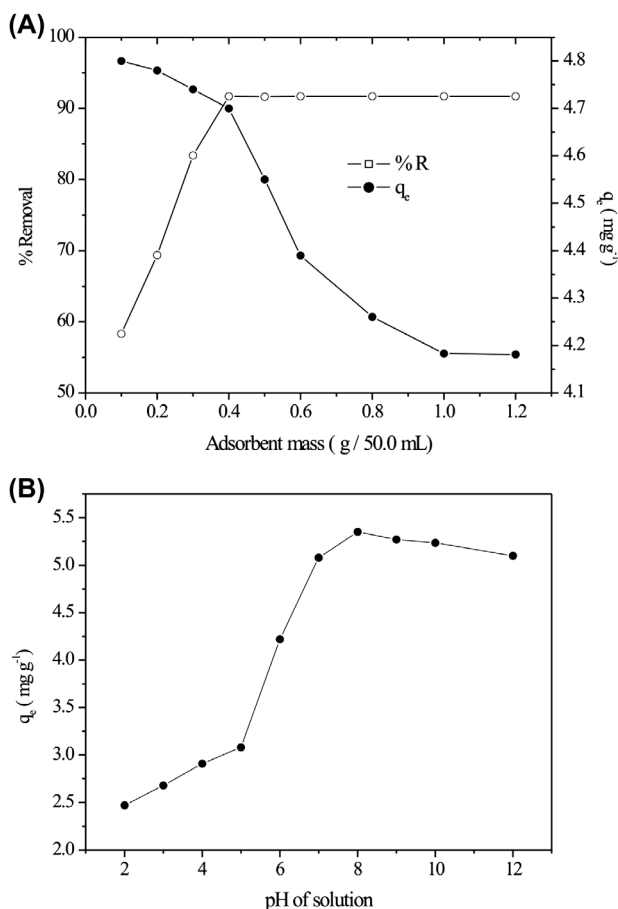 (A)
100
90
80
70
60
50
% Removal
% R
qe
4.8
4.7
4.6
4.5
4.4
4.3
4.2
4.1
qe ( mg g-1)
0.0 0.2 0.4 0.6 0.8 1.0 1.2
Adsorbent mass ( g / 50.0 mL)
(B)
5.5
5.0
4.5
4.0
3.5
3.0
2.5
2.0
qe ( mg g-1)
2 4 6 8 10 12
pH of solution